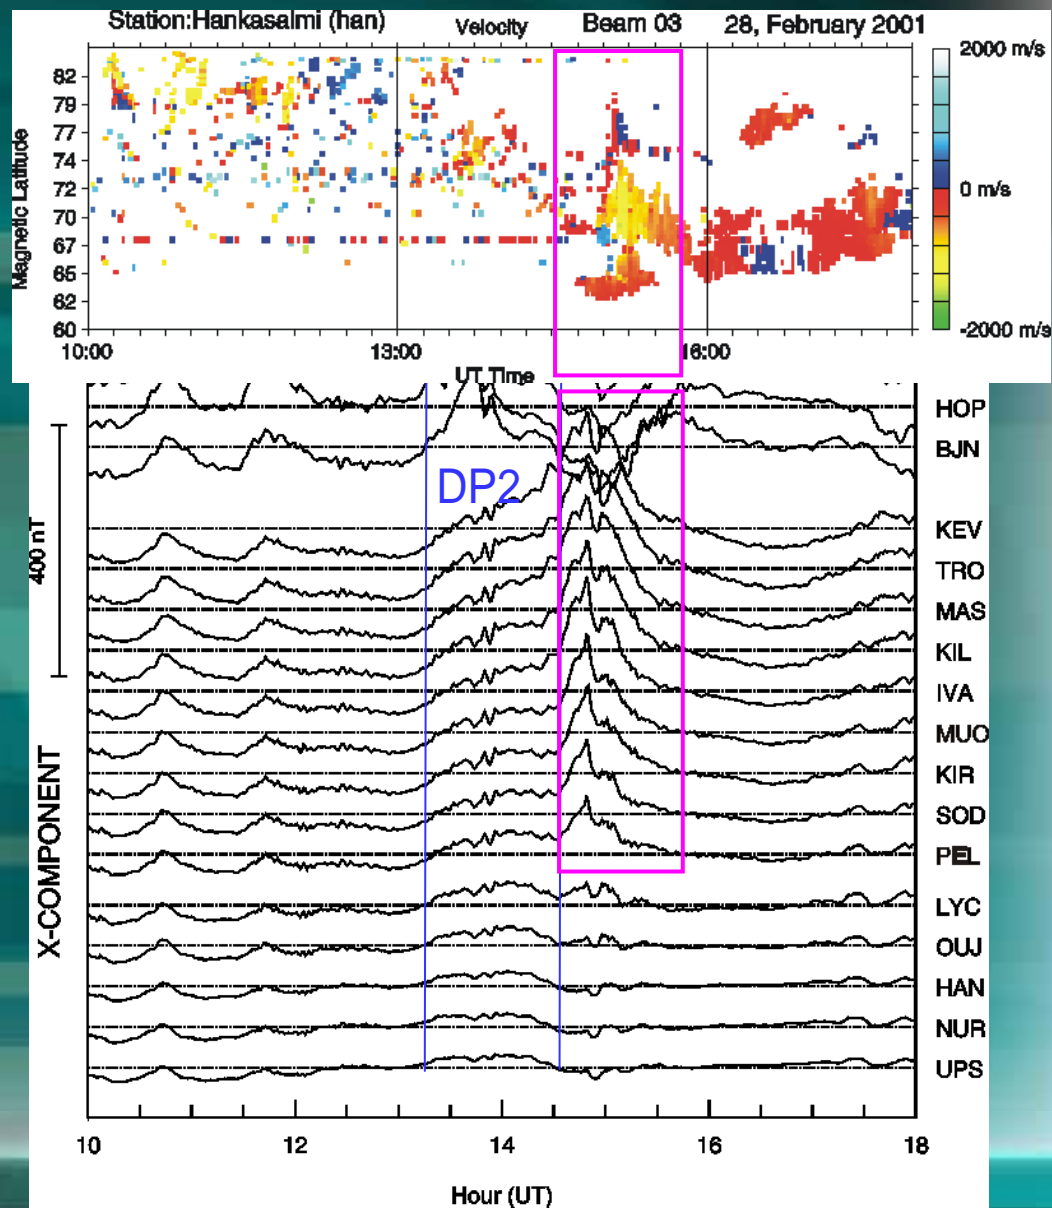 Station:Hankasalmi (han) Velocity Beam 03 28, February 2001
2000 m/s
0 m/s
-2000 m/s
Magnetic Latitude
82
79
77
74
72
70
67
65
62
60
10:00 13:00 16:00
UT Time
HOP
BJN
DP2
KEV
400 nT
TRO
MAS
KIL
IVA
MUO
KIR
X-COMPONENT
SOD
PEL
LYC
OUJ
HAN
NUR
UPS
10 12 14 16 18
Hour (UT)